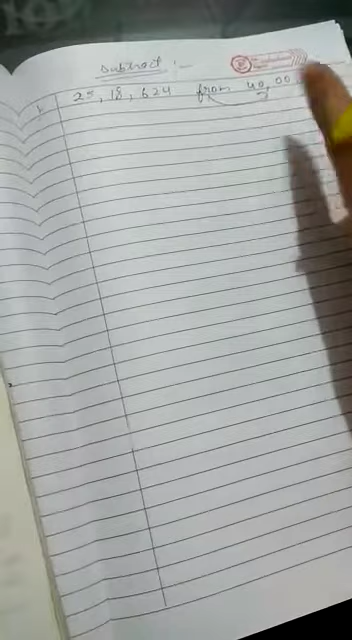 Subtract :-
1. 25, 18, 624 from 40, 00